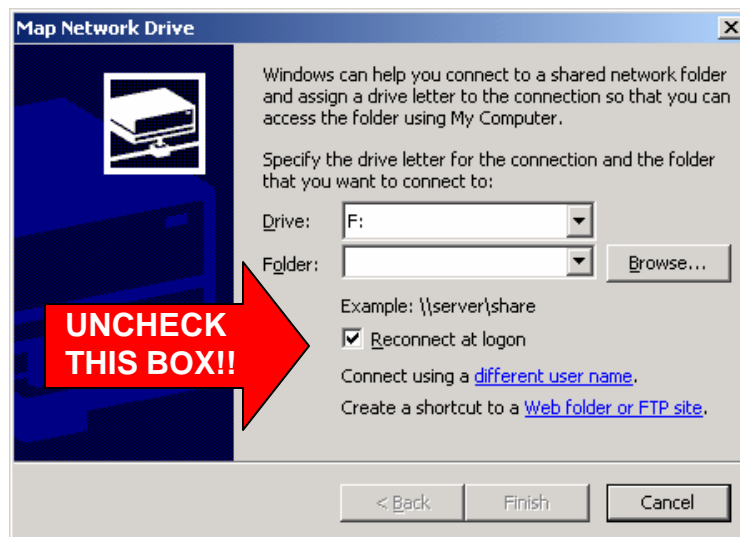 Map Network Drive
Windows can help you connect to a shared network folder
and assign a drive letter to the connection so that you can
access the folder using My Computer.
Specify the drive letter for the connection and the folder
that you want to connect to:
Drive: F:
Folder: Browse...
Example: \\server\share
UNCHECK
THIS BOX!!
Reconnect at logon
Connect using a different user name.
Create a shortcut to a Web folder or FTP site.
< Back Finish Cancel